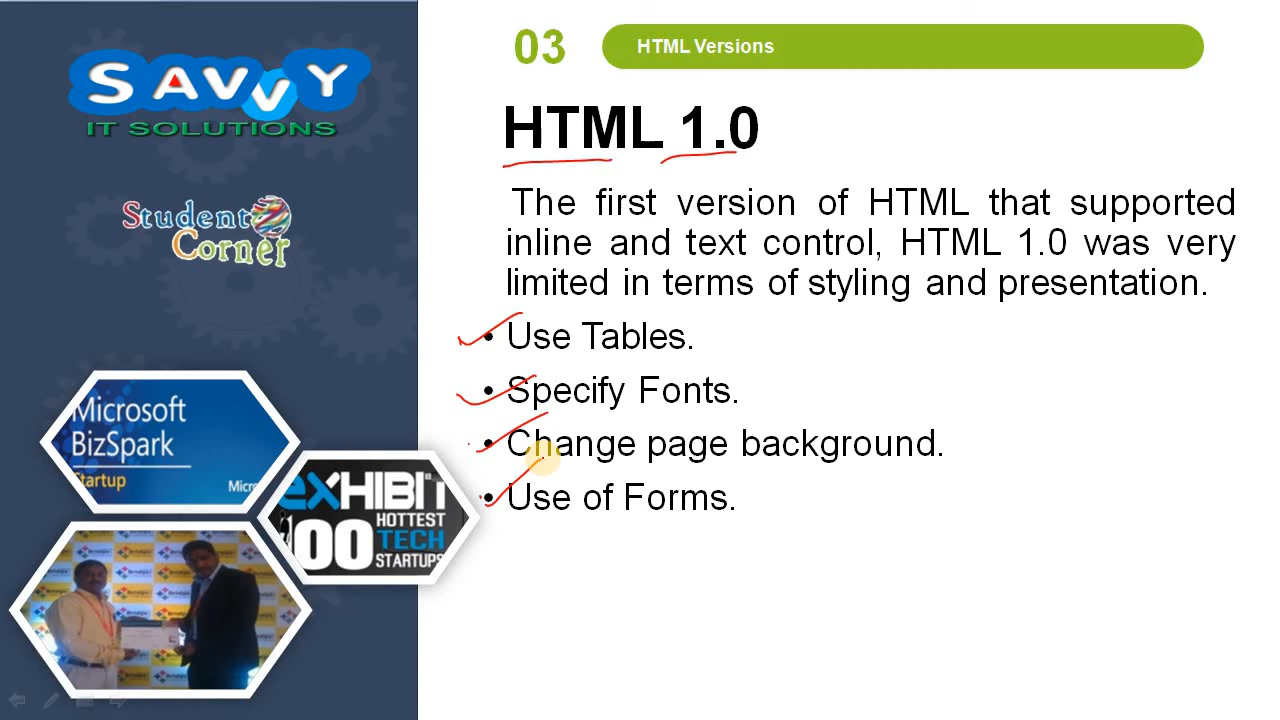 SAVVY
IT SOLUTIONS
Student
Corner
Microsoft
BizSpark
Startup
Micr
eXHIBIT
100
HOTTEST
TECH
STARTUPS
03
HTML Versions
HTML 1.0
The first version of HTML that supported
inline and text control, HTML 1.0 was very
limited in terms of styling and presentation.
• Use Tables.
• Specify Fonts.
• Change page background.
• Use of Forms.